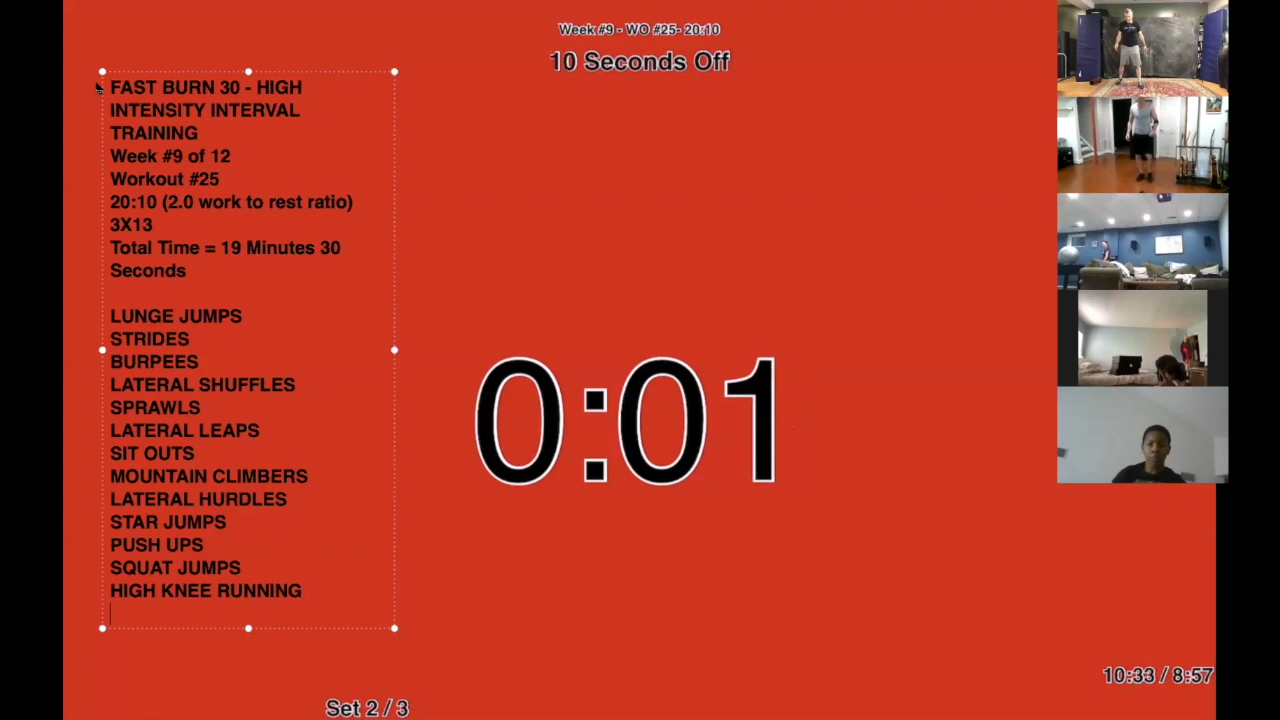 Week #9 - WO #25- 20:10
10 Seconds Off
FAST BURN 30 - HIGH
INTENSITY INTERVAL
TRAINING
Week #9 of 12
Workout #25
20:10 (2.0 work to rest ratio)
3X13
Total Time = 19 Minutes 30
Seconds
LUNGE JUMPS
STRIDES
BURPEES
LATERAL SHUFFLES
SPRAWLS
LATERAL LEAPS
SIT OUTS
MOUNTAIN CLIMBERS
LATERAL HURDLES
STAR JUMPS
PUSH UPS
SQUAT JUMPS
HIGH KNEE RUNNING
0:01
10:33 / 8:57
Set 2 / 3